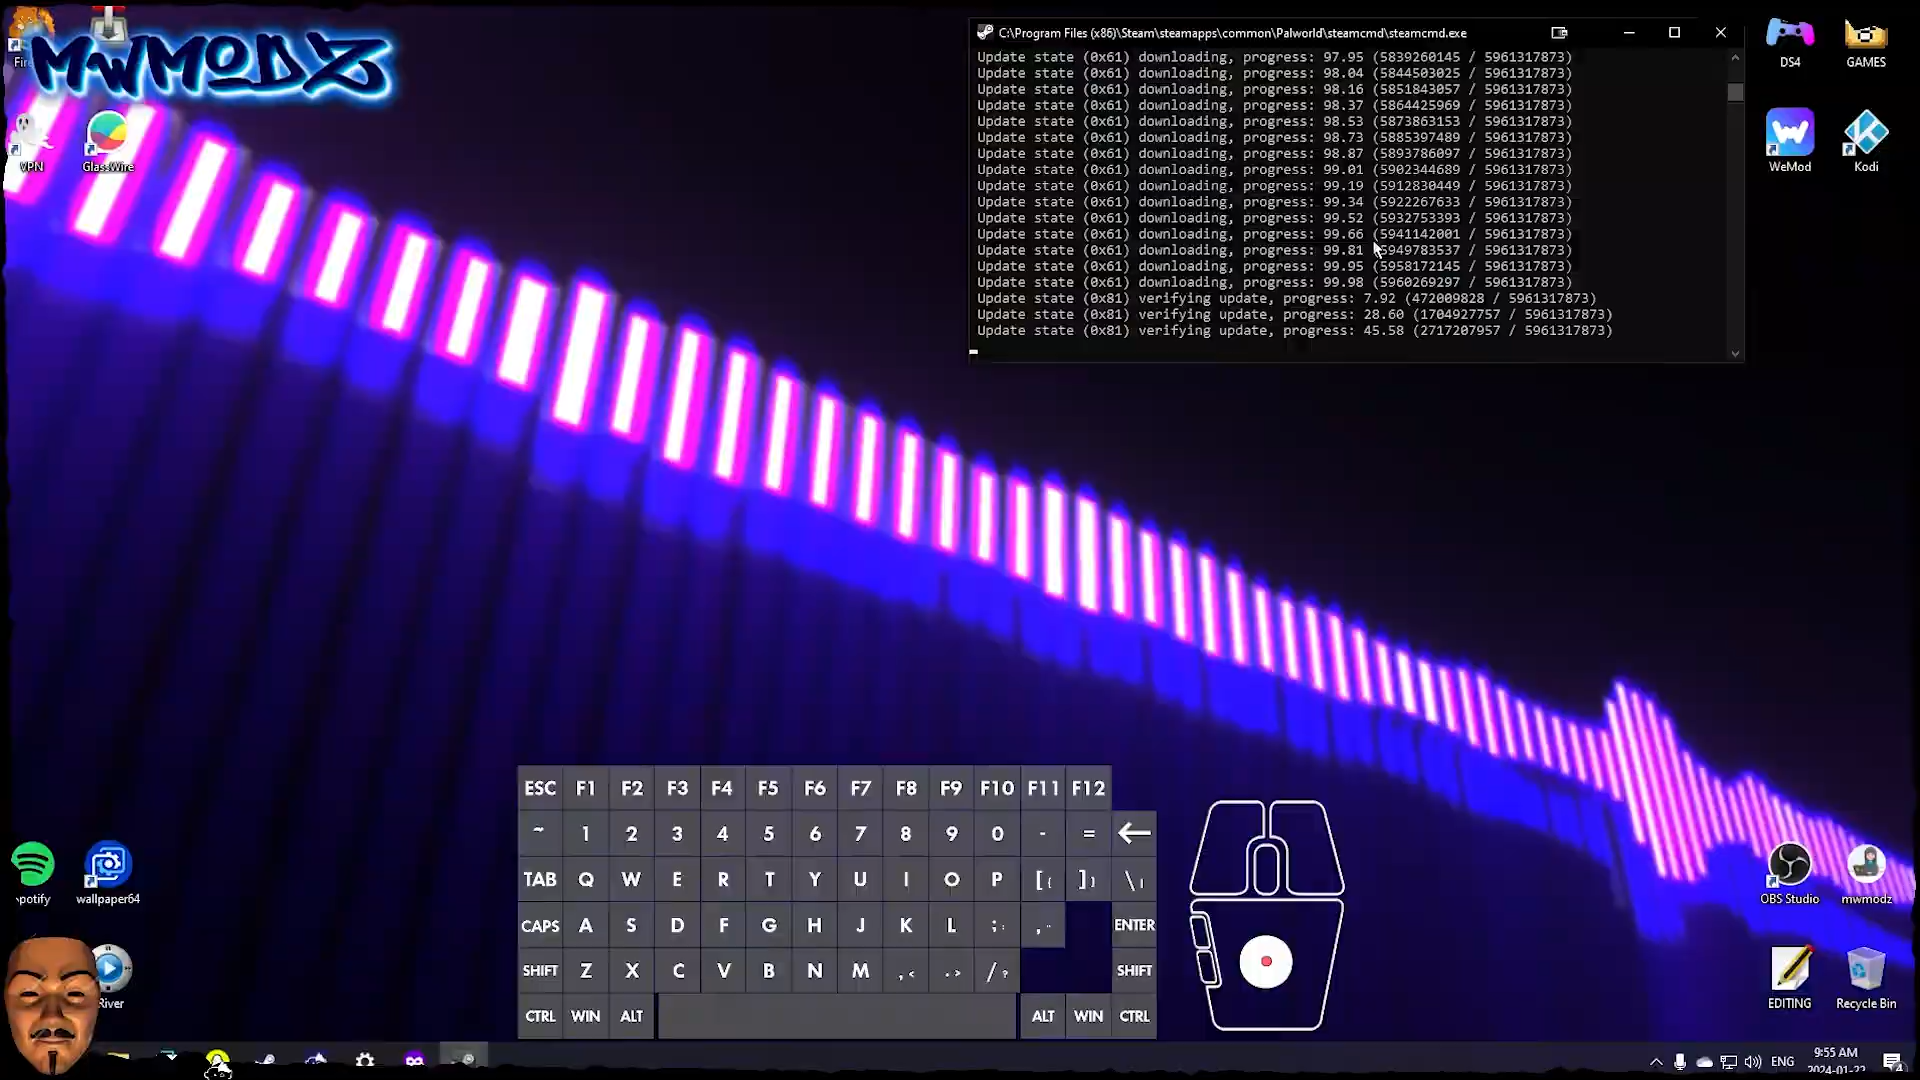 MWMODZ
C:\Program Files (x86)\Steam\steamapps\common\Palworld\steamcmd\steamcmd.exe
Update state (0x61) downloading, progress: 97.95 (5839260145 / 5961317873)
Update state (0x61) downloading, progress: 98.04 (5844503025 / 5961317873)
Update state (0x61) downloading, progress: 98.16 (5851843057 / 5961317873)
Update state (0x61) downloading, progress: 98.37 (5864425969 / 5961317873)
Update state (0x61) downloading, progress: 98.53 (5873863153 / 5961317873)
Update state (0x61) downloading, progress: 98.73 (5885397489 / 5961317873)
Update state (0x61) downloading, progress: 98.87 (5893786097 / 5961317873)
Update state (0x61) downloading, progress: 99.01 (5902344689 / 5961317873)
Update state (0x61) downloading, progress: 99.19 (5912830449 / 5961317873)
Update state (0x61) downloading, progress: 99.34 (5922267633 / 5961317873)
Update state (0x61) downloading, progress: 99.52 (5932753393 / 5961317873)
Update state (0x61) downloading, progress: 99.66 (5941142001 / 5961317873)
Update state (0x61) downloading, progress: 99.81 (5949783537 / 5961317873)
Update state (0x61) downloading, progress: 99.95 (5958172145 / 5961317873)
Update state (0x61) downloading, progress: 99.98 (5960269297 / 5961317873)
Update state (0x81) verifying update, progress: 7.92 (472009828 / 5961317873)
Update state (0x81) verifying update, progress: 28.60 (1704927757 / 5961317873)
Update state (0x81) verifying update, progress: 45.58 (2717207957 / 5961317873)
DS4 GAMES
VPN GlassWire
WeMod Kodi
ESC F1 F2 F3 F4 F5 F6 F7 F8 F9 F10 F11 F12
~ 1 2 3 4 5 6 7 8 9 0 - =
TAB Q W E R T Y U I O P [{ ]} \|
CAPS A S D F G H J K L ;: ," ENTER
SHIFT Z X C V B N M ,< .> /? SHIFT
CTRL WIN ALT ALT WIN CTRL
potify wallpaper64
OBS Studio mwmodz
River
EDITING Recycle Bin
ENG 9:55 AM
2024-01-22